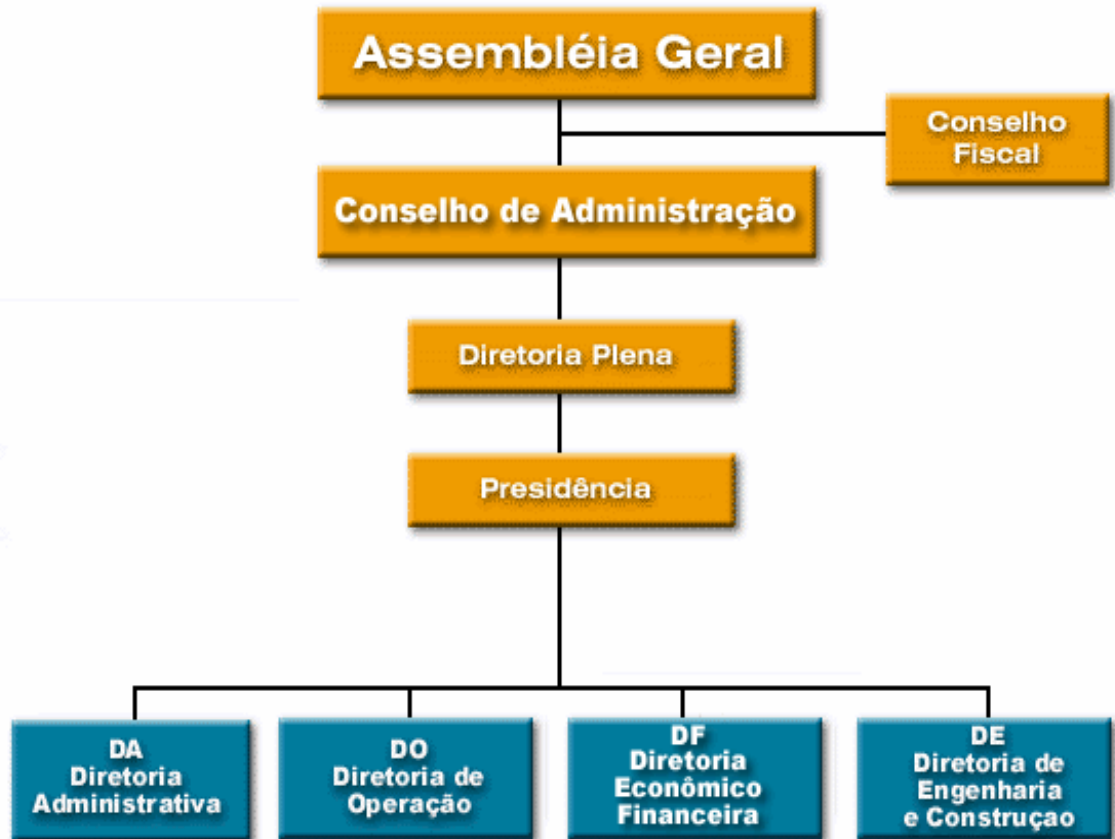 Assembléia Geral
Conselho
Fiscal
Conselho de Administração
Diretoria Plena
Presidência
DA
Diretoria
Administrativa
DO
Diretoria de
Operação
DF
Diretoria
Econômico
Financeira
DE
Diretoria de
Engenharia
e Construçao